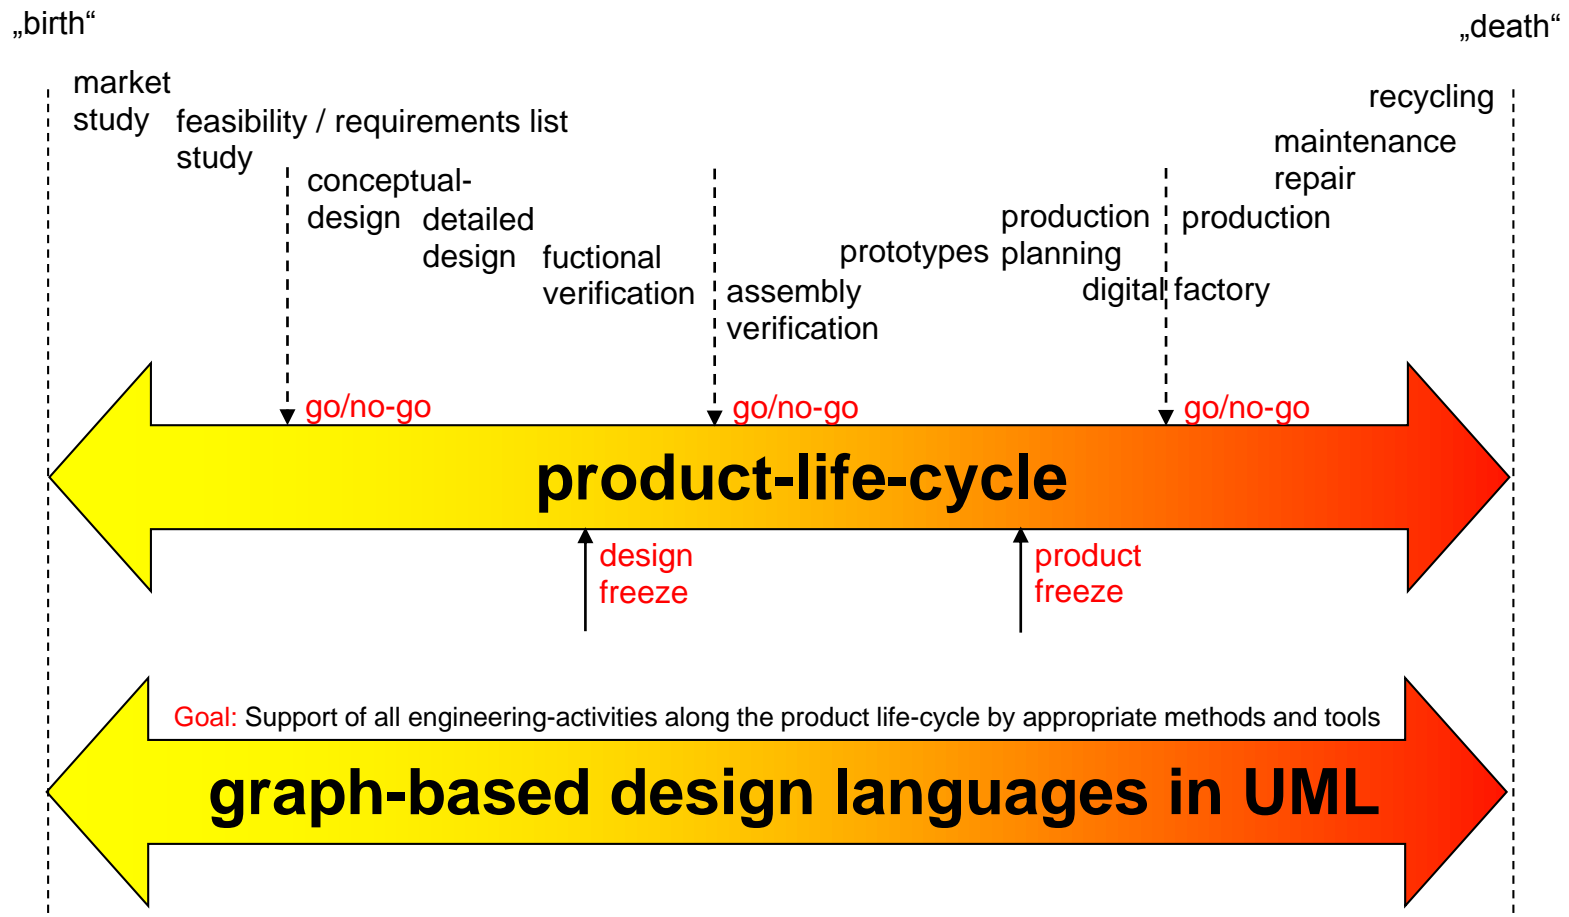 „birth“
„death“
market
study
feasibility / requirements list
study
conceptual-
design
detailed
design
fuctional
verification
assembly
verification
prototypes
production
planning
digital factory
production
maintenance
repair
recycling
go/no-go
go/no-go
go/no-go
product-life-cycle
design
freeze
product
freeze
Goal: Support of all engineering-activities along the product life-cycle by appropriate methods and tools
graph-based design languages in UML